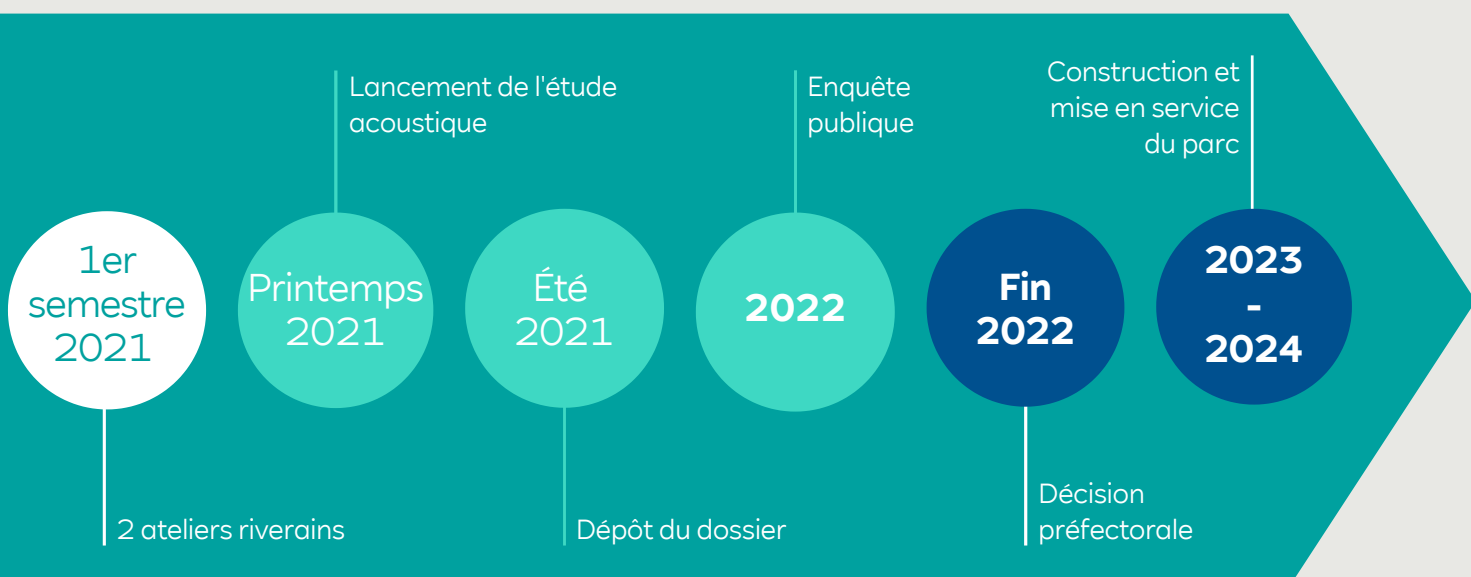 Lancement de l'étude
acoustique
Enquête
publique
Construction et
mise en service
du parc
1er
semestre
2021
Printemps
2021
Été
2021
2022
Fin
2022
2023
-
2024
2 ateliers riverains
Dépôt du dossier
Décision
préfectorale